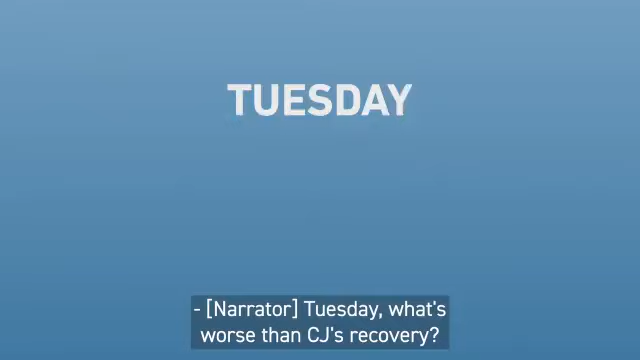 TUESDAY
- [Narrator] Tuesday, what's
worse than CJ's recovery?